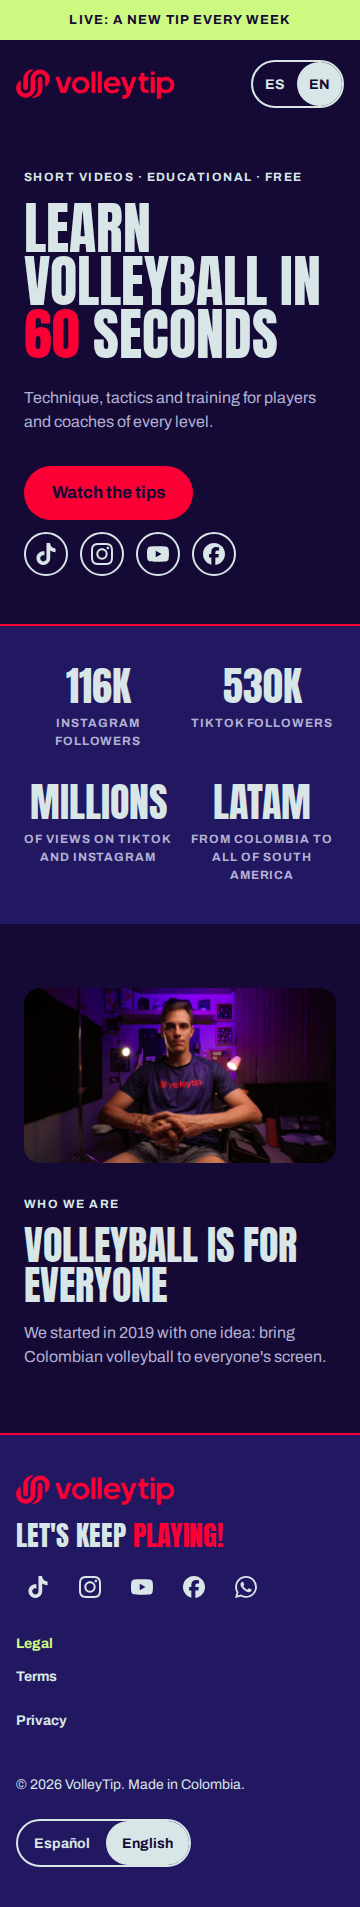 LIVE: A NEW TIP EVERY WEEK
volleytip
ES EN
SHORT VIDEOS · EDUCATIONAL · FREE
LEARN
VOLLEYBALL IN
60 SECONDS
Technique, tactics and training for players
and coaches of every level.
Watch the tips
116K
INSTAGRAM
FOLLOWERS
530K
TIKTOK FOLLOWERS
MILLIONS
OF VIEWS ON TIKTOK
AND INSTAGRAM
LATAM
FROM COLOMBIA TO
ALL OF SOUTH
AMERICA
volleytip
WHO WE ARE
VOLLEYBALL IS FOR
EVERYONE
We started in 2019 with one idea: bring
Colombian volleyball to everyone's screen.
volleytip
LET'S KEEP PLAYING!
Legal
Terms
Privacy
© 2026 VolleyTip. Made in Colombia.
Español English